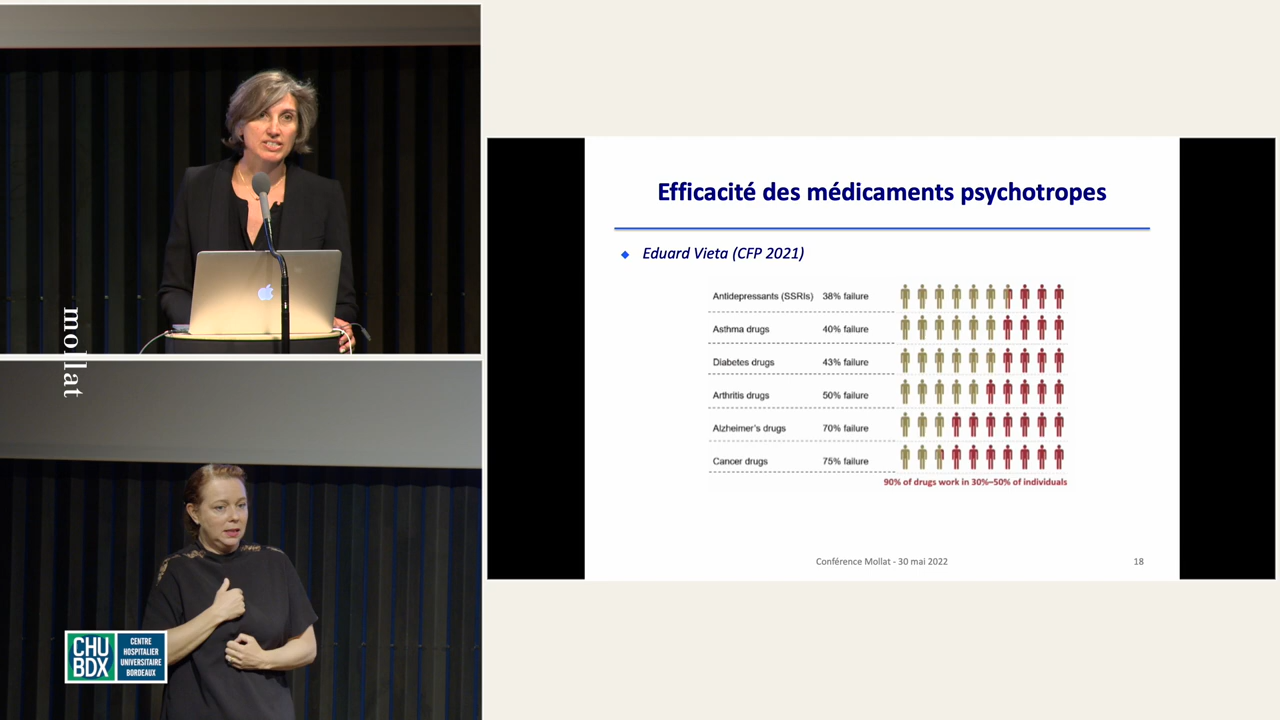 mollat
CHU
BDX
CENTRE
HOSPITALIER
UNIVERSITAIRE
BORDEAUX
Efficacité des médicaments psychotropes
Eduard Vieta (CFP 2021)
Antidepressants (SSRIs) 38% failure
Asthma drugs 40% failure
Diabetes drugs 43% failure
Arthritis drugs 50% failure
Alzheimer's drugs 70% failure
Cancer drugs 75% failure
90% of drugs work in 30%–50% of individuals
Conférence Mollat - 30 mai 2022 18